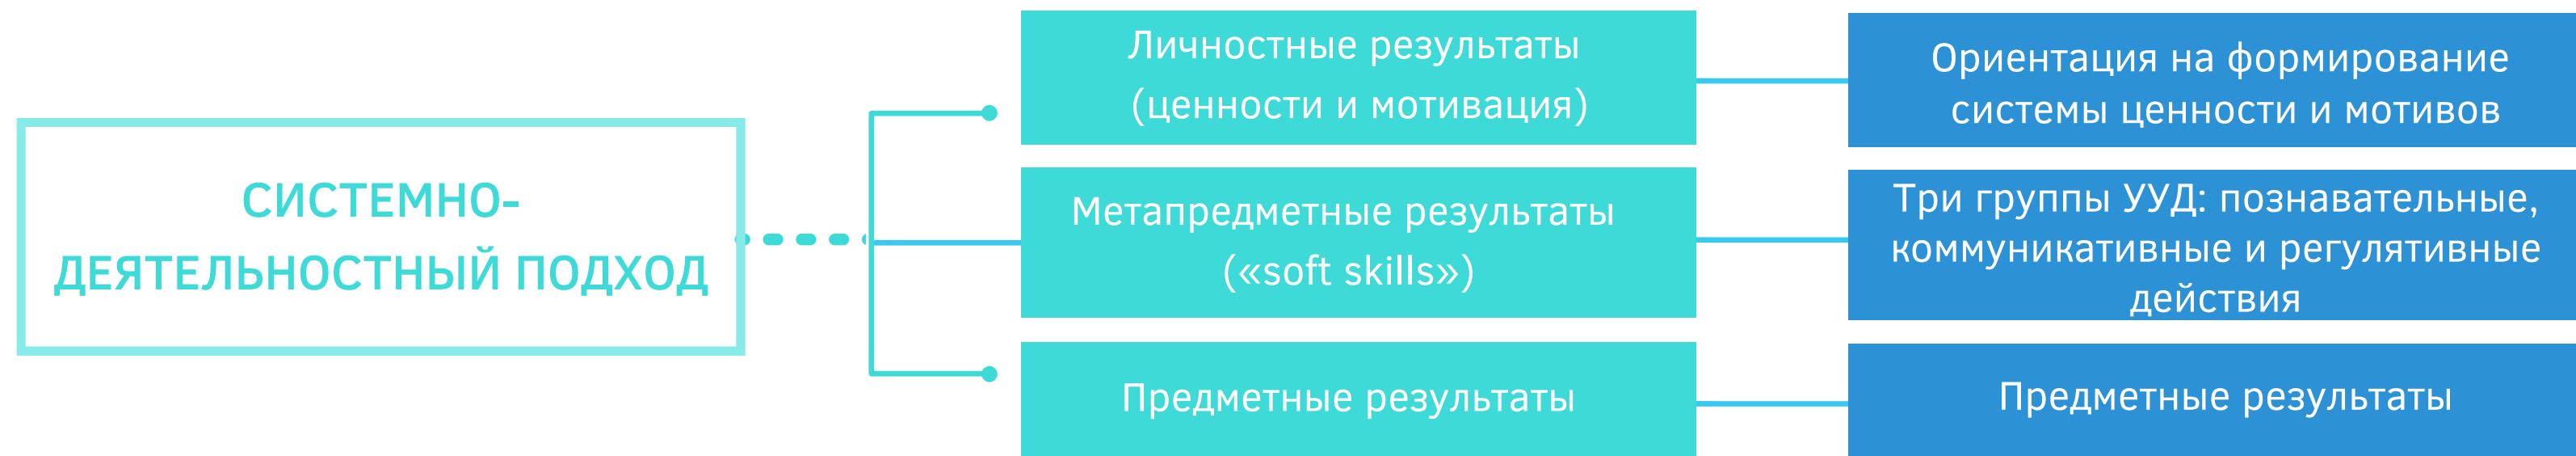 СИСТЕМНО-
ДЕЯТЕЛЬНОСТНЫЙ ПОДХОД
Личностные результаты
(ценности и мотивация)
Ориентация на формирование
системы ценности и мотивов
Метапредметные результаты
(«soft skills»)
Три группы УУД: познавательные,
коммуникативные и регулятивные
действия
Предметные результаты
Предметные результаты